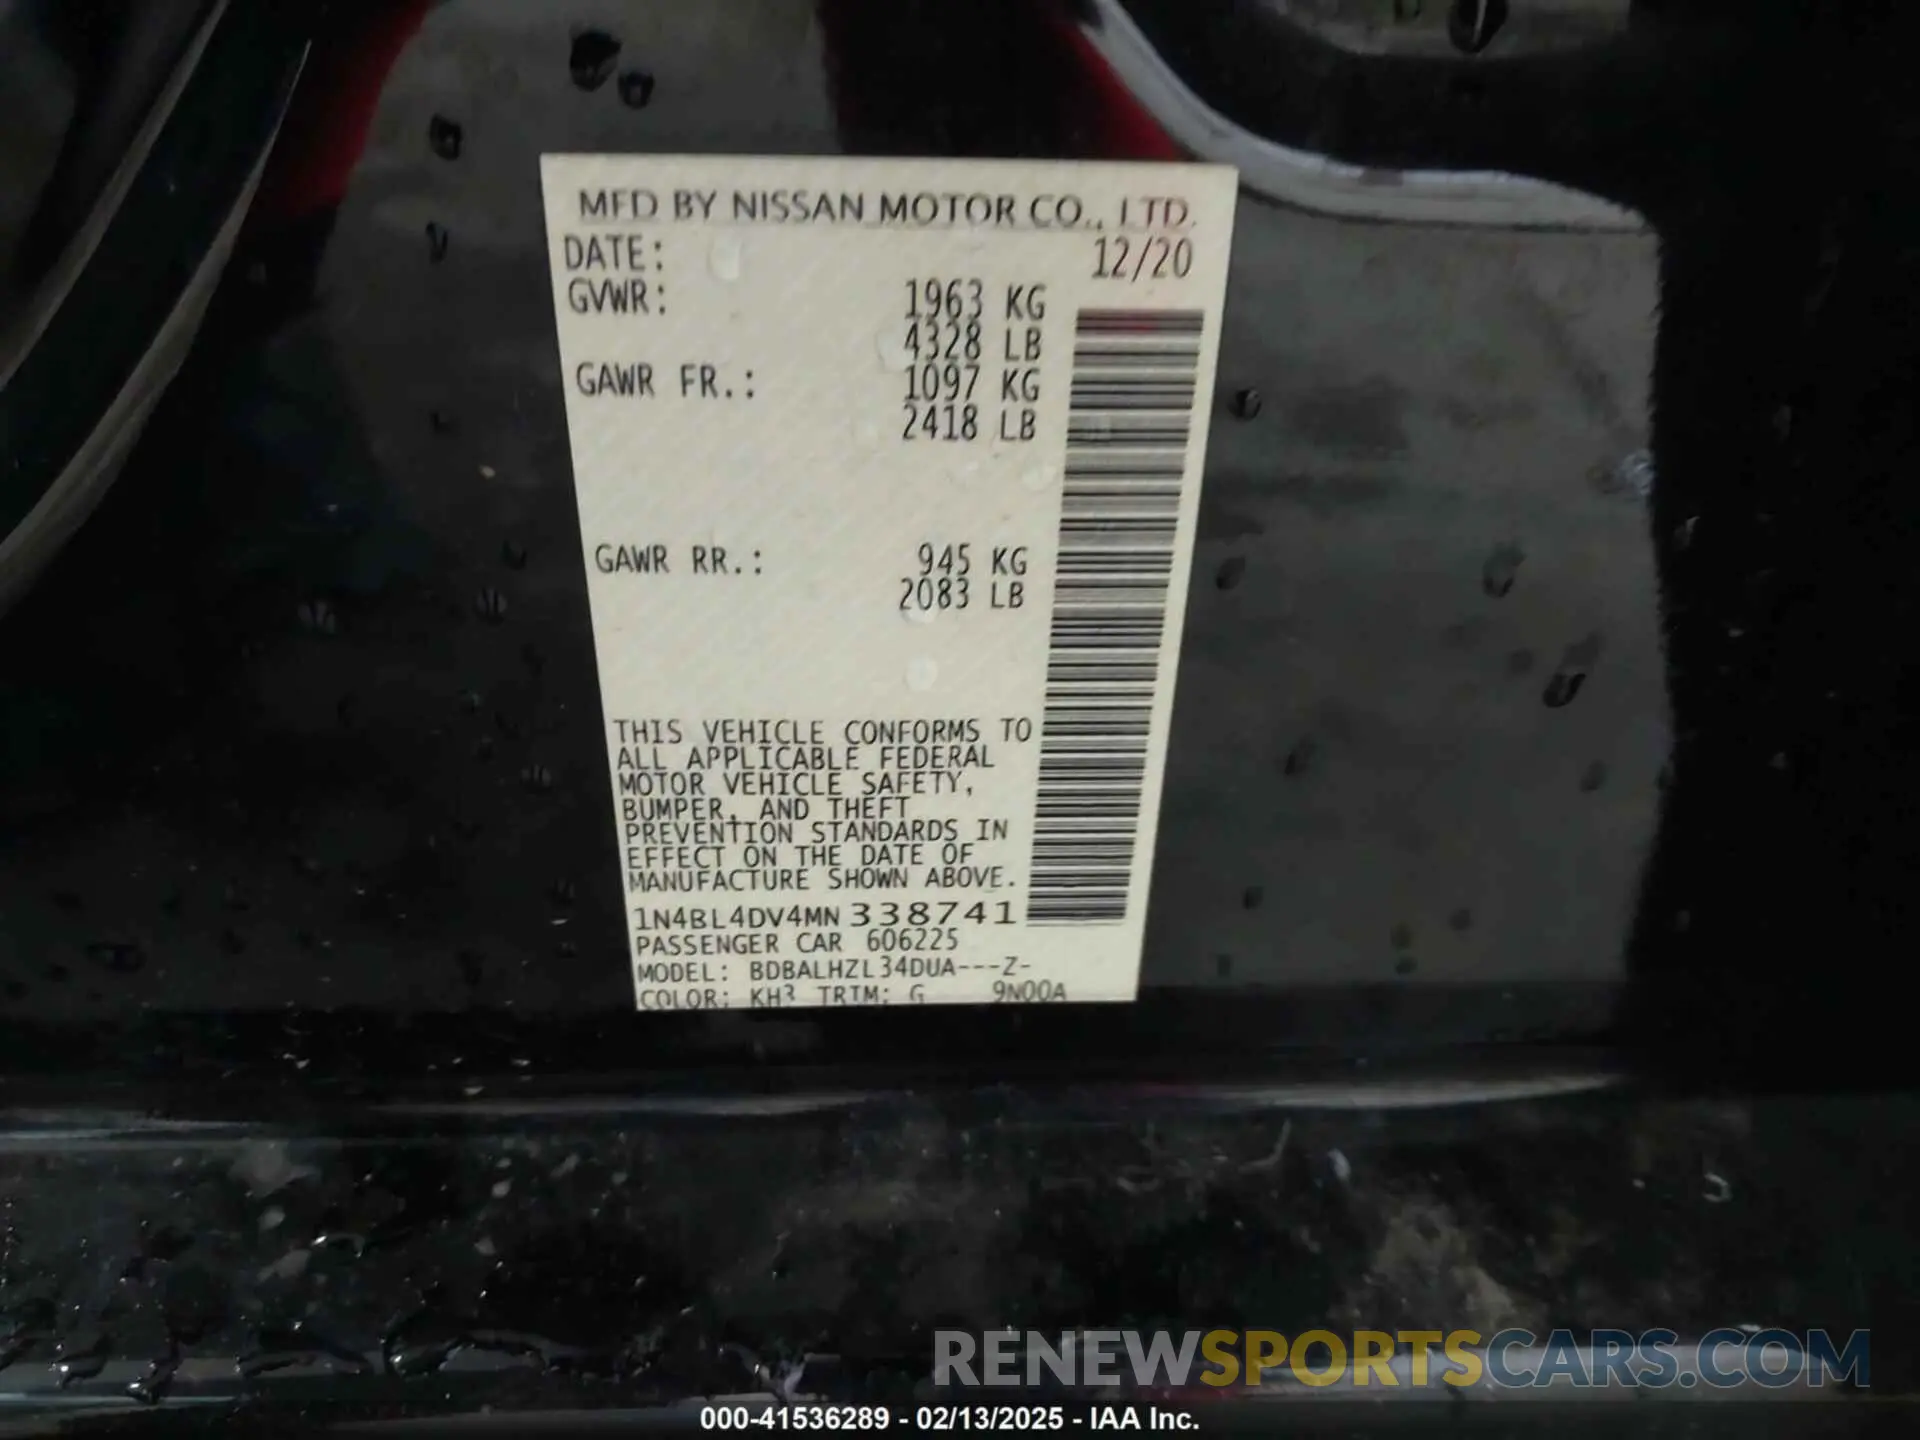 MFD BY NISSAN MOTOR CO., LTD.
DATE: 12/20
GVWR: 1963 KG
4328 LB
GAWR FR.: 1097 KG
2418 LB
GAWR RR.: 945 KG
2083 LB
THIS VEHICLE CONFORMS TO
ALL APPLICABLE FEDERAL
MOTOR VEHICLE SAFETY,
BUMPER, AND THEFT
PREVENTION STANDARDS IN
EFFECT ON THE DATE OF
MANUFACTURE SHOWN ABOVE.
1N4BL4DV4MN338741
PASSENGER CAR 606225
MODEL: BDBALHZL34DUA---Z-
COLOR: KH3 TRIM: G 9N00A
RENEWSPORTSCARS.COM
000-41536289 - 02/13/2025 - IAA Inc.